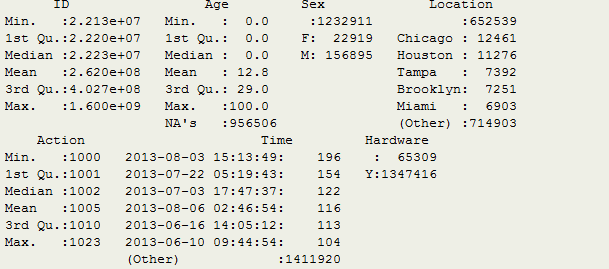 ID                 Age          Sex              Location
Min.   :2.213e+07   Min.   :  0.0    :1232911           :652539
1st Qu.:2.220e+07   1st Qu.:  0.0   F:  22919   Chicago : 12461
Median :2.223e+07   Median :  0.0   M: 156895   Houston : 11276
Mean   :2.620e+08   Mean   : 12.8               Tampa   :  7392
3rd Qu.:4.027e+08   3rd Qu.: 29.0               Brooklyn:  7251
Max.   :1.600e+09   Max.   :100.0               Miami   :  6903
                    NA's   :956506              (Other) :714903
    Action                      Time          Hardware
Min.   :1000   2013-08-03 15:13:49:    196    :  65309
1st Qu.:1001   2013-07-22 05:19:43:    154   Y:1347416
Median :1002   2013-07-03 17:47:37:    122
Mean   :1005   2013-08-06 02:46:54:    116
3rd Qu.:1010   2013-06-16 14:05:12:    113
Max.   :1023   2013-06-10 09:44:54:    104
               (Other)            :1411920